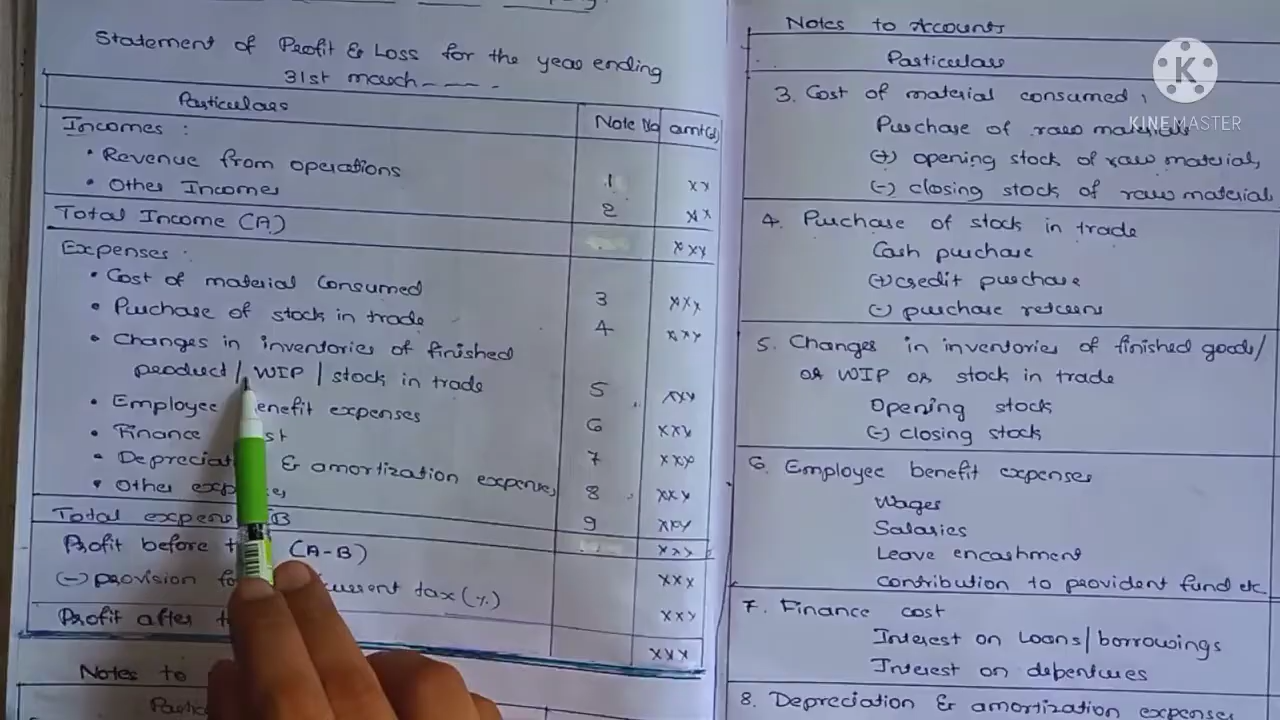 Statement of Profit & Loss for the year ending
31st march - - - -
Particulars
Note No
amt(₹)
Incomes :
• Revenue from operations
1
xx
• Other Incomes
2
xx
Total Income (A)
xxx
Expenses :
• Cost of material Consumed
3
xxx
• Purchase of stock in trade
4
xxx
• Changes in inventories of finished
product / WIP / stock in trade
5
xxx
• Employee benefit expenses
6
xxx
• Finance
7
xxx
• & amortization expenses
8
xxx
• Other
9
xxx
Total B
xxx
Profit before (A-B)
xxx
(-) provision tax (%)
xxx
Profit after
xxx
Notes to
Notes to Accounts
Particulars
3. Cost of material consumed :
Purchase of raw materials
(+) opening stock of raw material,
(-) closing stock of raw material
4. Purchase of stock in trade
Cash purchase
(+) credit purchase
(-) purchase return
5. Changes in inventories of finished goods/
or WIP or stock in trade
Opening stock
(-) closing stock
6. Employee benefit expenses
Wages
Salaries
Leave encashment
Contribution to provident fund etc
7. Finance cost
Interest on Loans/borrowings
Interest on debentures
8. Depreciation & amortization expenses
KINEMASTER